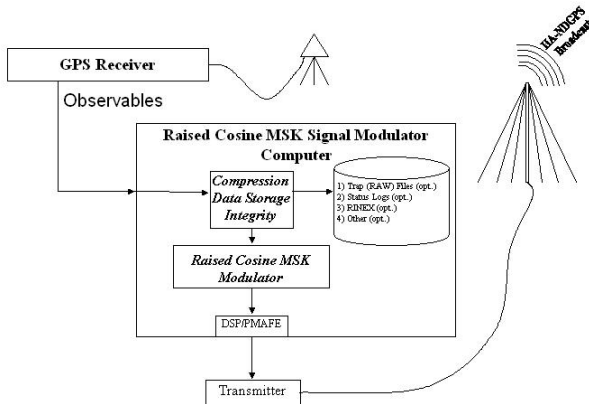 HA-NDGPS
Broadcast
GPS Receiver
Observables
Raised Cosine MSK Signal Modulator
Computer
Compression
Data Storage
Integrity
1) Trap (RAW) Files (opt.)
2) Status Logs (opt.)
3) RINEX (opt.)
4) Other (opt.)
Raised Cosine MSK
Modulator
DSP/PMAFE
Transmitter